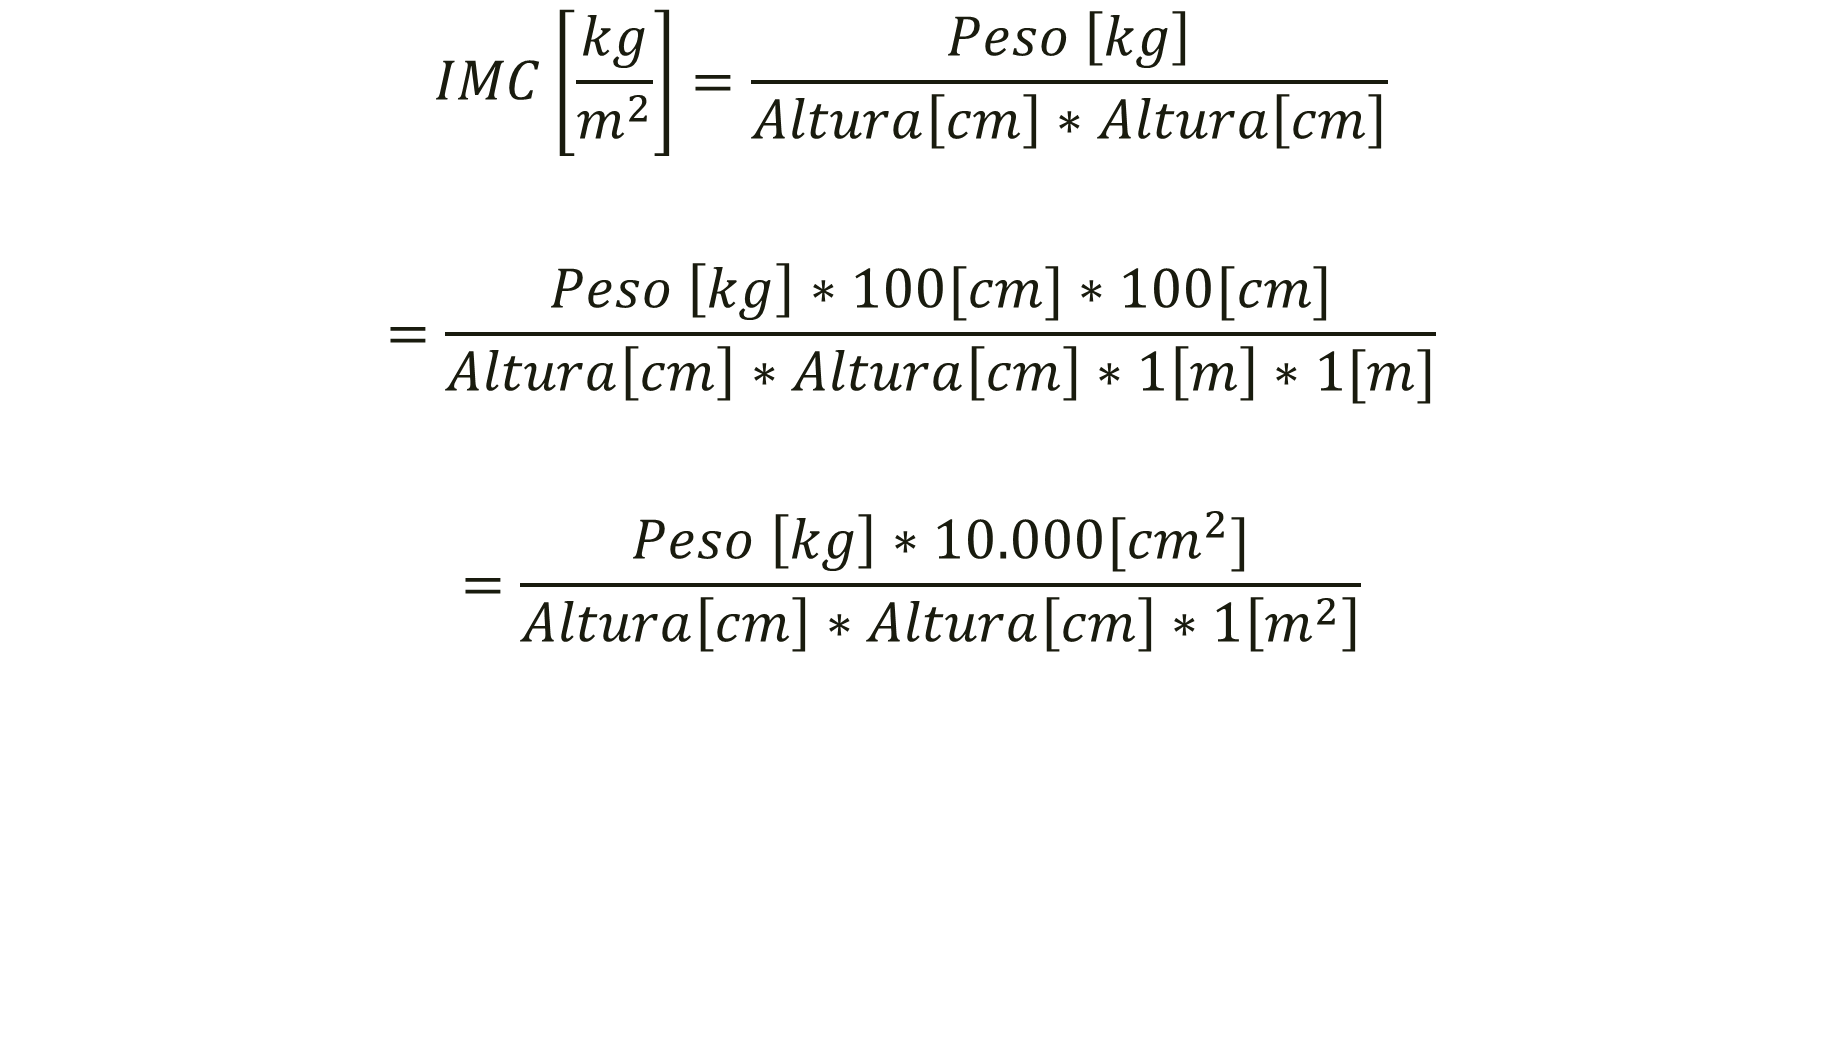 IMC [kg/m²] = Peso [kg] / Altura[cm] * Altura[cm]
= Peso [kg] * 100[cm] * 100[cm] / Altura[cm] * Altura[cm] * 1[m] * 1[m]
= Peso [kg] * 10.000[cm²] / Altura[cm] * Altura[cm] * 1[m²]